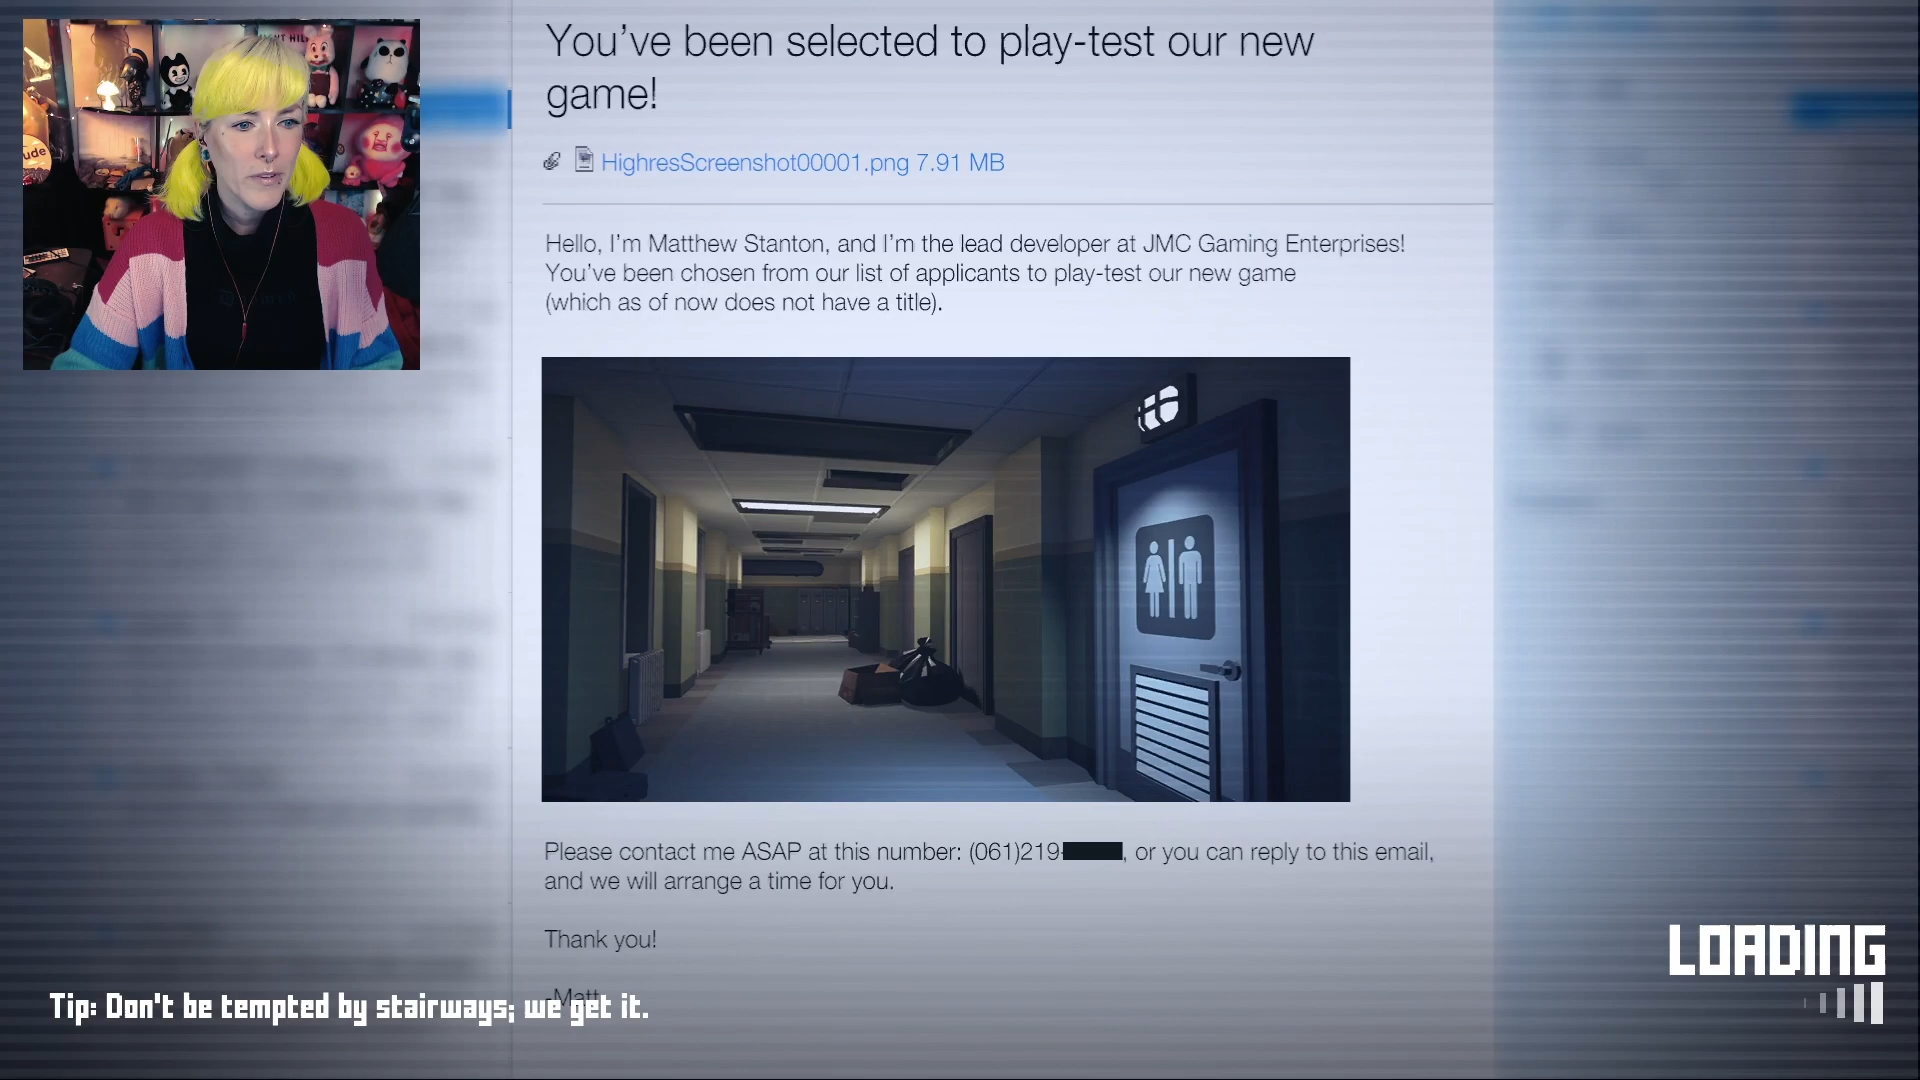 You've been selected to play-test our new
game!
HighresScreenshot00001.png 7.91 MB
Hello, I'm Matthew Stanton, and I'm the lead developer at JMC Gaming Enterprises!
You've been chosen from our list of applicants to play-test our new game
(which as of now does not have a title).
Please contact me ASAP at this number: (061)219-, or you can reply to this email,
and we will arrange a time for you.
Thank you!
-Matt
Tip: Don't be tempted by stairways; we get it.
LOADING